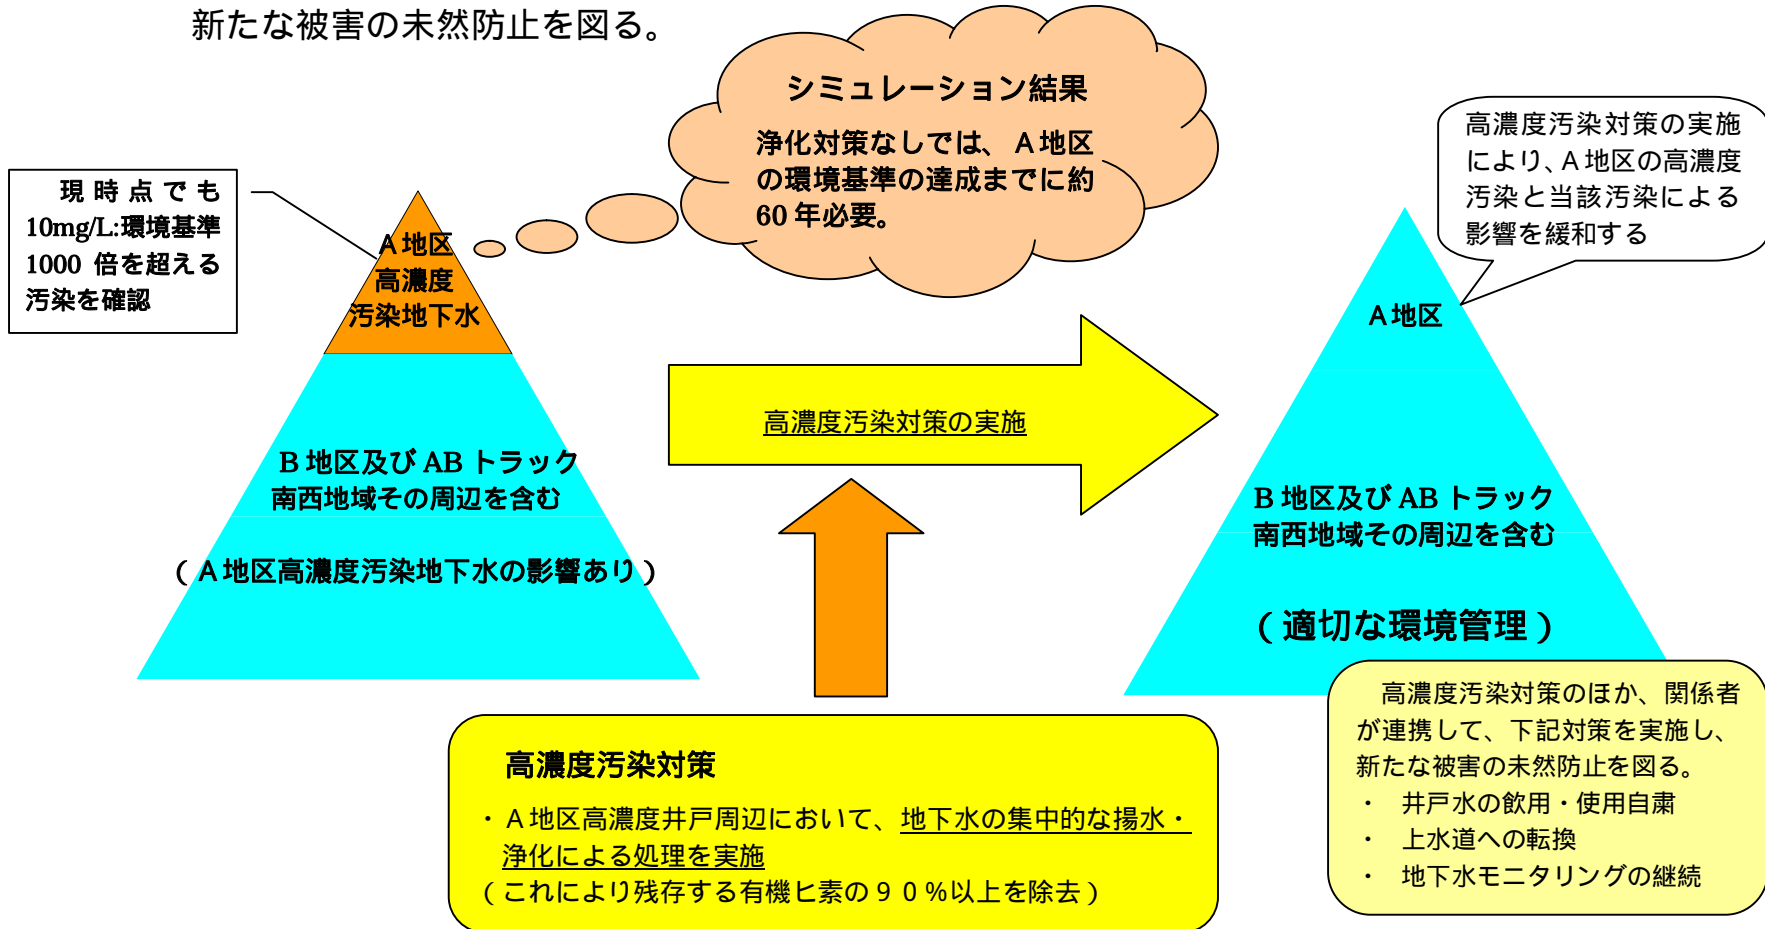 新たな被害の未然防止を図る。
シミュレーション結果
浄化対策なしでは、Ａ地区
の環境基準の達成までに約
60 年必要。
現時点でも
10mg/L:環境基準
1000 倍を超える
汚染を確認
Ａ地区
高濃度
汚染地下水
Ｂ地区及び AB トラック
南西地域その周辺を含む
（Ａ地区高濃度汚染地下水の影響あり）
高濃度汚染対策の実施
高濃度汚染対策の実施
により、Ａ地区の高濃度
汚染と当該汚染による
影響を緩和する
Ａ地区
Ｂ地区及び AB トラック
南西地域その周辺を含む
（適切な環境管理）
高濃度汚染対策
・Ａ地区高濃度井戸周辺において、地下水の集中的な揚水・
浄化による処理を実施
（これにより残存する有機ヒ素の９０％以上を除去）
高濃度汚染対策のほか、関係者
が連携して、下記対策を実施し、
新たな被害の未然防止を図る。
・ 井戸水の飲用・使用自粛
・ 上水道への転換
・ 地下水モニタリングの継続